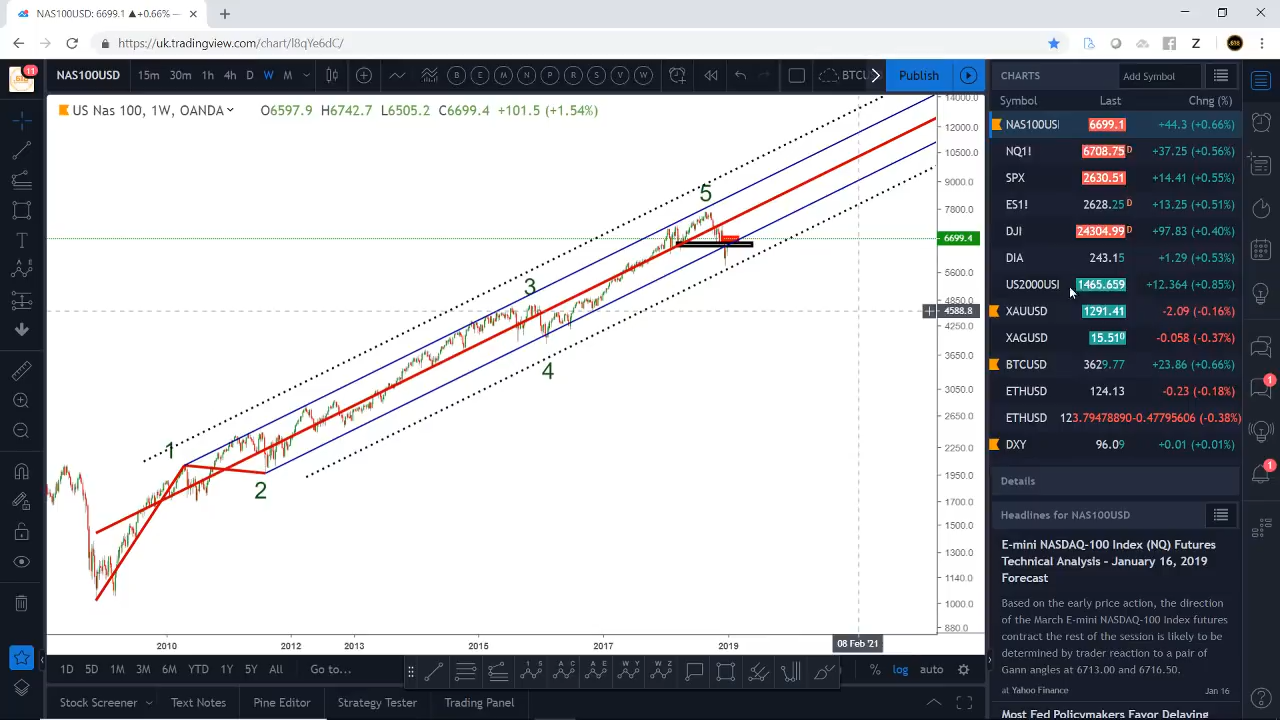 NAS100USD: 6699.4 ▲+0.66% —
https://uk.tradingview.com/chart/I8qYe6dC/
.618
Z
11
NAS100USD 15m 30m 1h 4h D W M BTCU Publish
US Nas 100, 1W, OANDA O6597.9 H6742.7 L6505.2 C6699.4 +101.5 (+1.54%)
CHARTS Add Symbol
Symbol Last Chng (%)
NAS100USI 6699.1 +44.3 (+0.66%)
NQ1! 6708.75 D +37.25 (+0.56%)
SPX 2630.51 +14.41 (+0.55%)
ES1! 2628.25 D +13.25 (+0.51%)
DJI 24304.99 D +97.83 (+0.40%)
DIA 243.15 +1.29 (+0.53%)
US2000USI 1465.659 +12.364 (+0.85%)
XAUUSD 1291.41 -2.09 (-0.16%)
XAGUSD 15.510 -0.058 (-0.37%)
BTCUSD 3629.77 +23.86 (+0.66%)
ETHUSD 124.13 -0.23 (-0.18%)
ETHUSD 123.79478890 -0.47795606 (-0.38%)
DXY 96.09 +0.01 (+0.01%)
Details
Headlines for NAS100USD
E-mini NASDAQ-100 Index (NQ) Futures
Technical Analysis - January 16, 2019
Forecast
Based on the early price action, the direction
of the March E-mini NASDAQ-100 Index futures
contract the rest of the session is likely to be
determined by trader reaction to a pair of
Gann angles at 6713.00 and 6716.50.
at Yahoo Finance Jan 16
Most Fed Policymakers Favor Delaying
1
2
3
4
5
14000.0
12000.0
10500.0
9000.0
7800.0
6699.4
5600.0
4850.0
4588.8
4250.0
3650.0
3050.0
2650.0
2250.0
1950.0
1700.0
1500.0
1300.0
1140.0
1000.0
880.0
2010 2012 2013 2015 2017 2019 08 Feb '21
1D 5D 1M 3M 6M YTD 1Y 5Y All Go to...
% log auto
Stock Screener Text Notes Pine Editor Strategy Tester Trading Panel
1
1